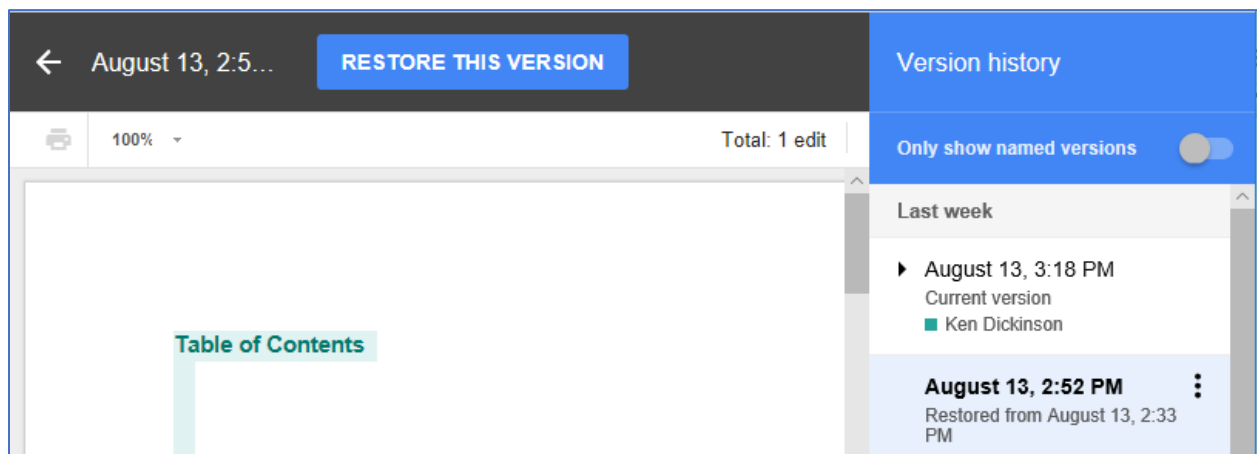 August 13, 2:5...
RESTORE THIS VERSION
Version history
100%
Total: 1 edit
Only show named versions
Last week
August 13, 3:18 PM
Current version
Ken Dickinson
Table of Contents
August 13, 2:52 PM
Restored from August 13, 2:33
PM